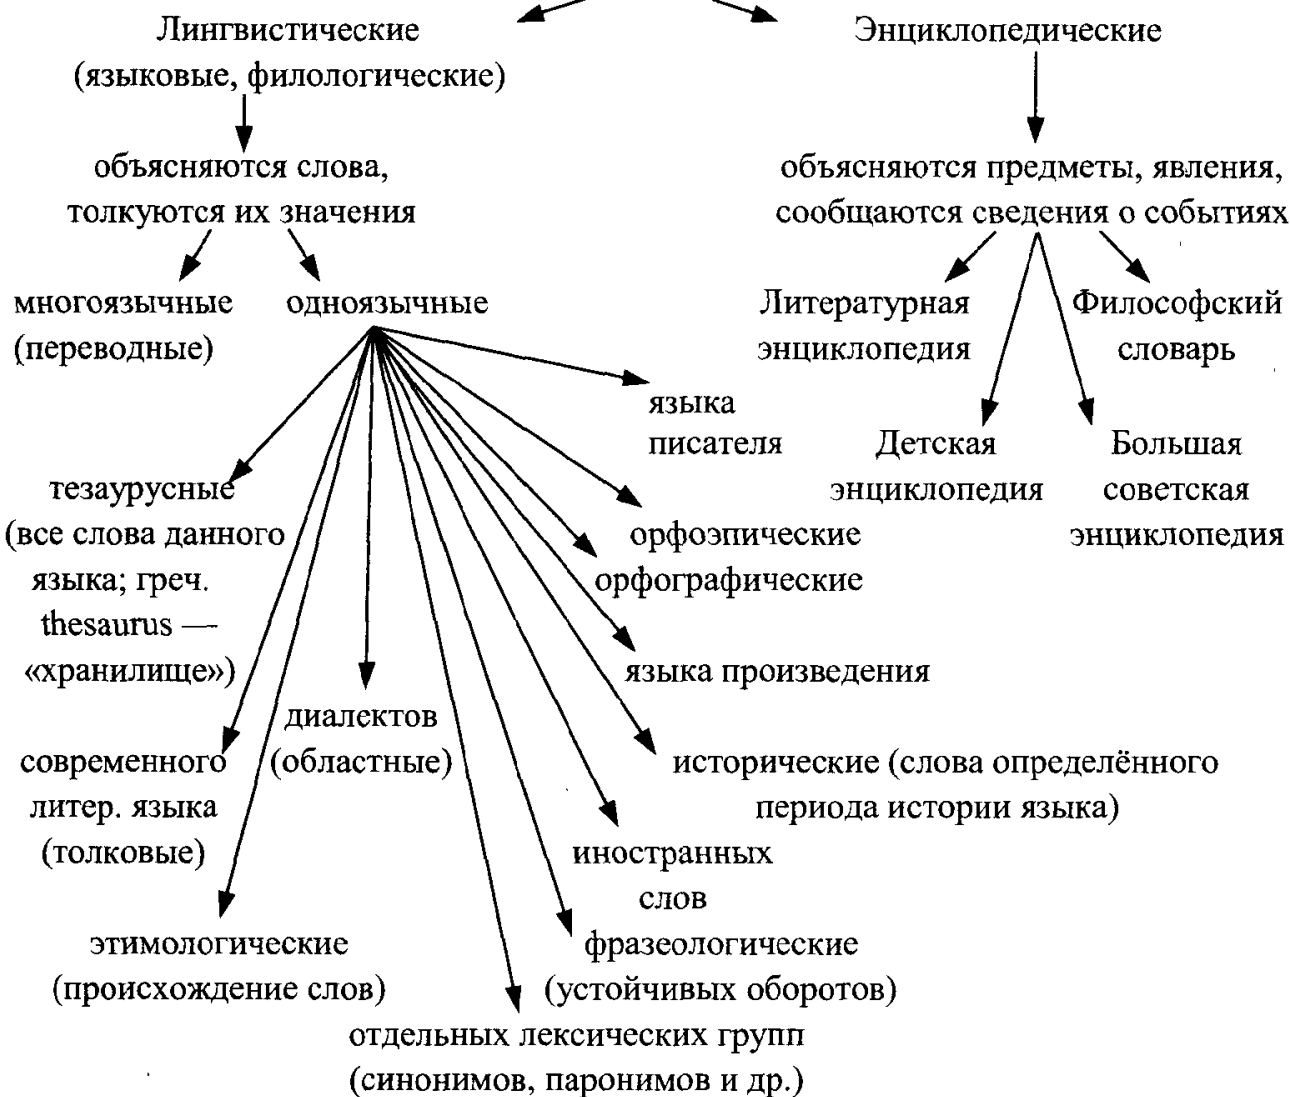 Лингвистические
(языковые, филологические)
объясняются слова,
толкуются их значения
многоязычные
(переводные)
одноязычные
языка
писателя
тезаурусные
(все слова данного
языка; греч.
thesaurus —
«хранилище»)
орфоэпические
орфографические
языка произведения
диалектов
(областные)
современного
литер. языка
(толковые)
исторические (слова определённого
периода истории языка)
иностранных
слов
этимологические
(происхождение слов)
фразеологические
(устойчивых оборотов)
отдельных лексических групп
(синонимов, паронимов и др.)
Энциклопедические
объясняются предметы, явления,
сообщаются сведения о событиях
Литературная
энциклопедия
Философский
словарь
Детская
энциклопедия
Большая
советская
энциклопедия